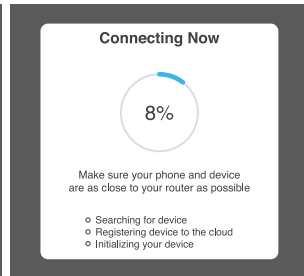 Connecting Now
8%
Make sure your phone and device
are as close to your router as possible
Searching for device
Registering device to the cloud
Initializing your device